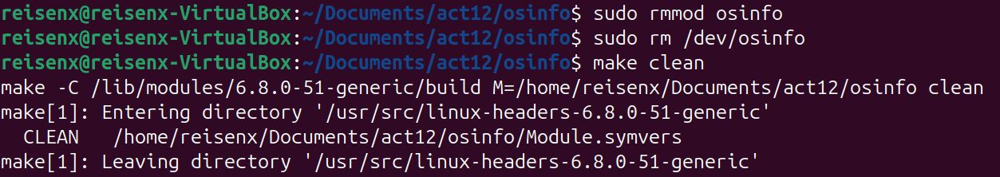 reisenx@reisenx-VirtualBox:~/Documents/act12/osinfo$ sudo rmmod osinfo
reisenx@reisenx-VirtualBox:~/Documents/act12/osinfo$ sudo rm /dev/osinfo
reisenx@reisenx-VirtualBox:~/Documents/act12/osinfo$ make clean
make -C /lib/modules/6.8.0-51-generic/build M=/home/reisenx/Documents/act12/osinfo clean
make[1]: Entering directory '/usr/src/linux-headers-6.8.0-51-generic'
  CLEAN   /home/reisenx/Documents/act12/osinfo/Module.symvers
make[1]: Leaving directory '/usr/src/linux-headers-6.8.0-51-generic'